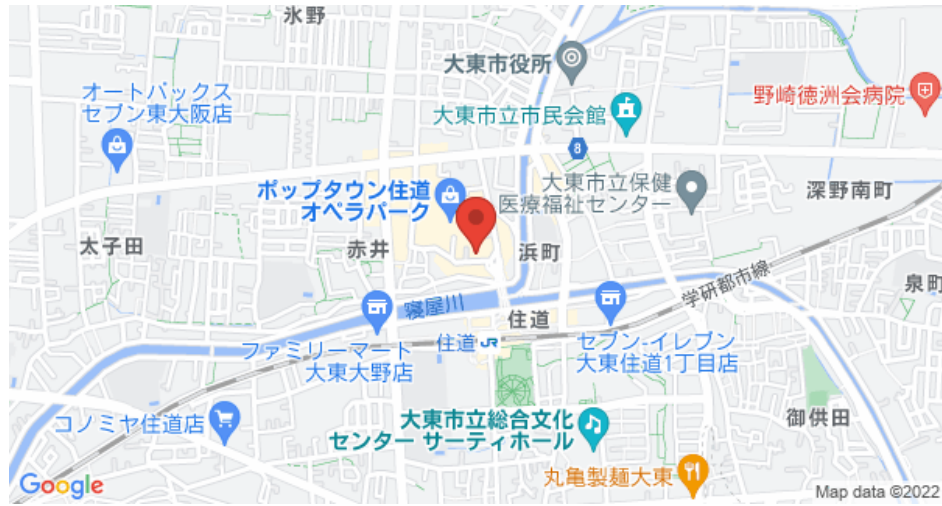 氷野
大東市役所
オートバックス
セブン東大阪店
野崎徳洲会病院
大東市立市民会館
8
ポップタウン住道
オペラパーク
大東市立保健
医療福祉センター
深野南町
太子田
赤井
浜町
学研都市線
泉町
寝屋川
住道
住道 JR
ファミリーマート
大東大野店
セブン-イレブン
大東住道1丁目店
コノミヤ住道店
大東市立総合文化
センター サーティホール
御供田
丸亀製麺大東
Google
Map data ©2022